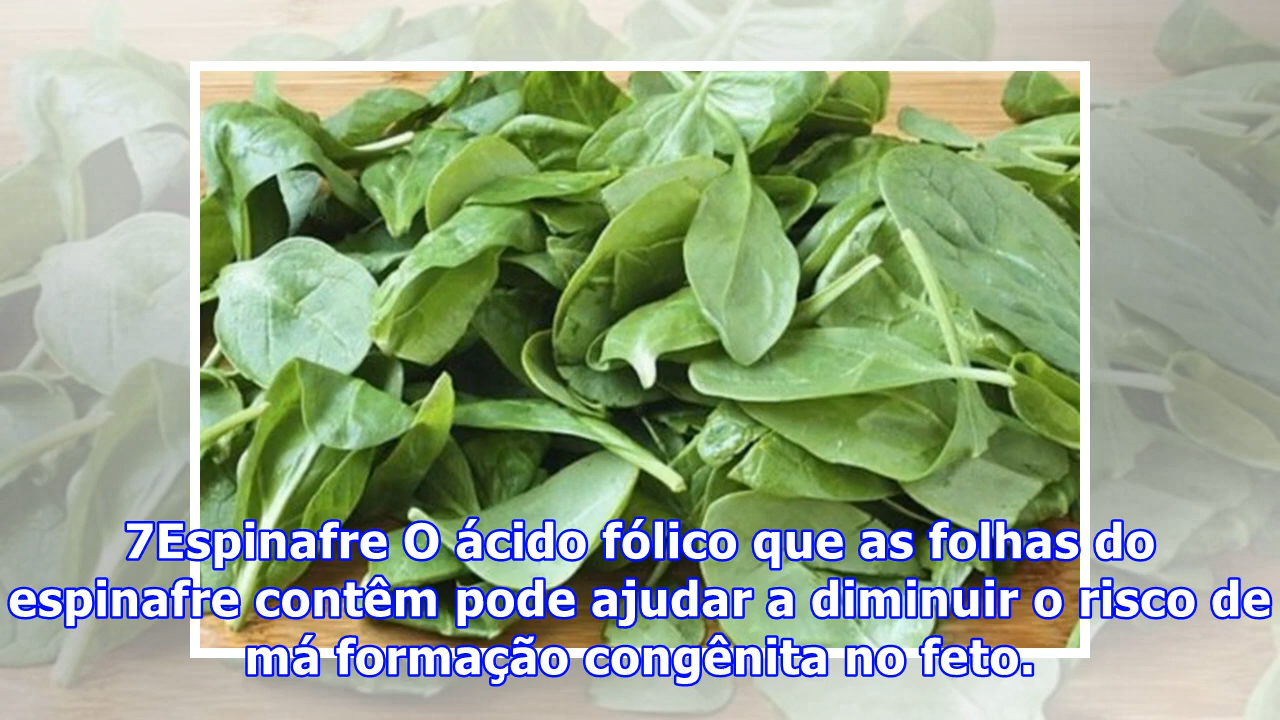 7Espinafre O ácido fólico que as folhas do
espinafre contêm pode ajudar a diminuir o risco de
má formação congênita no feto.